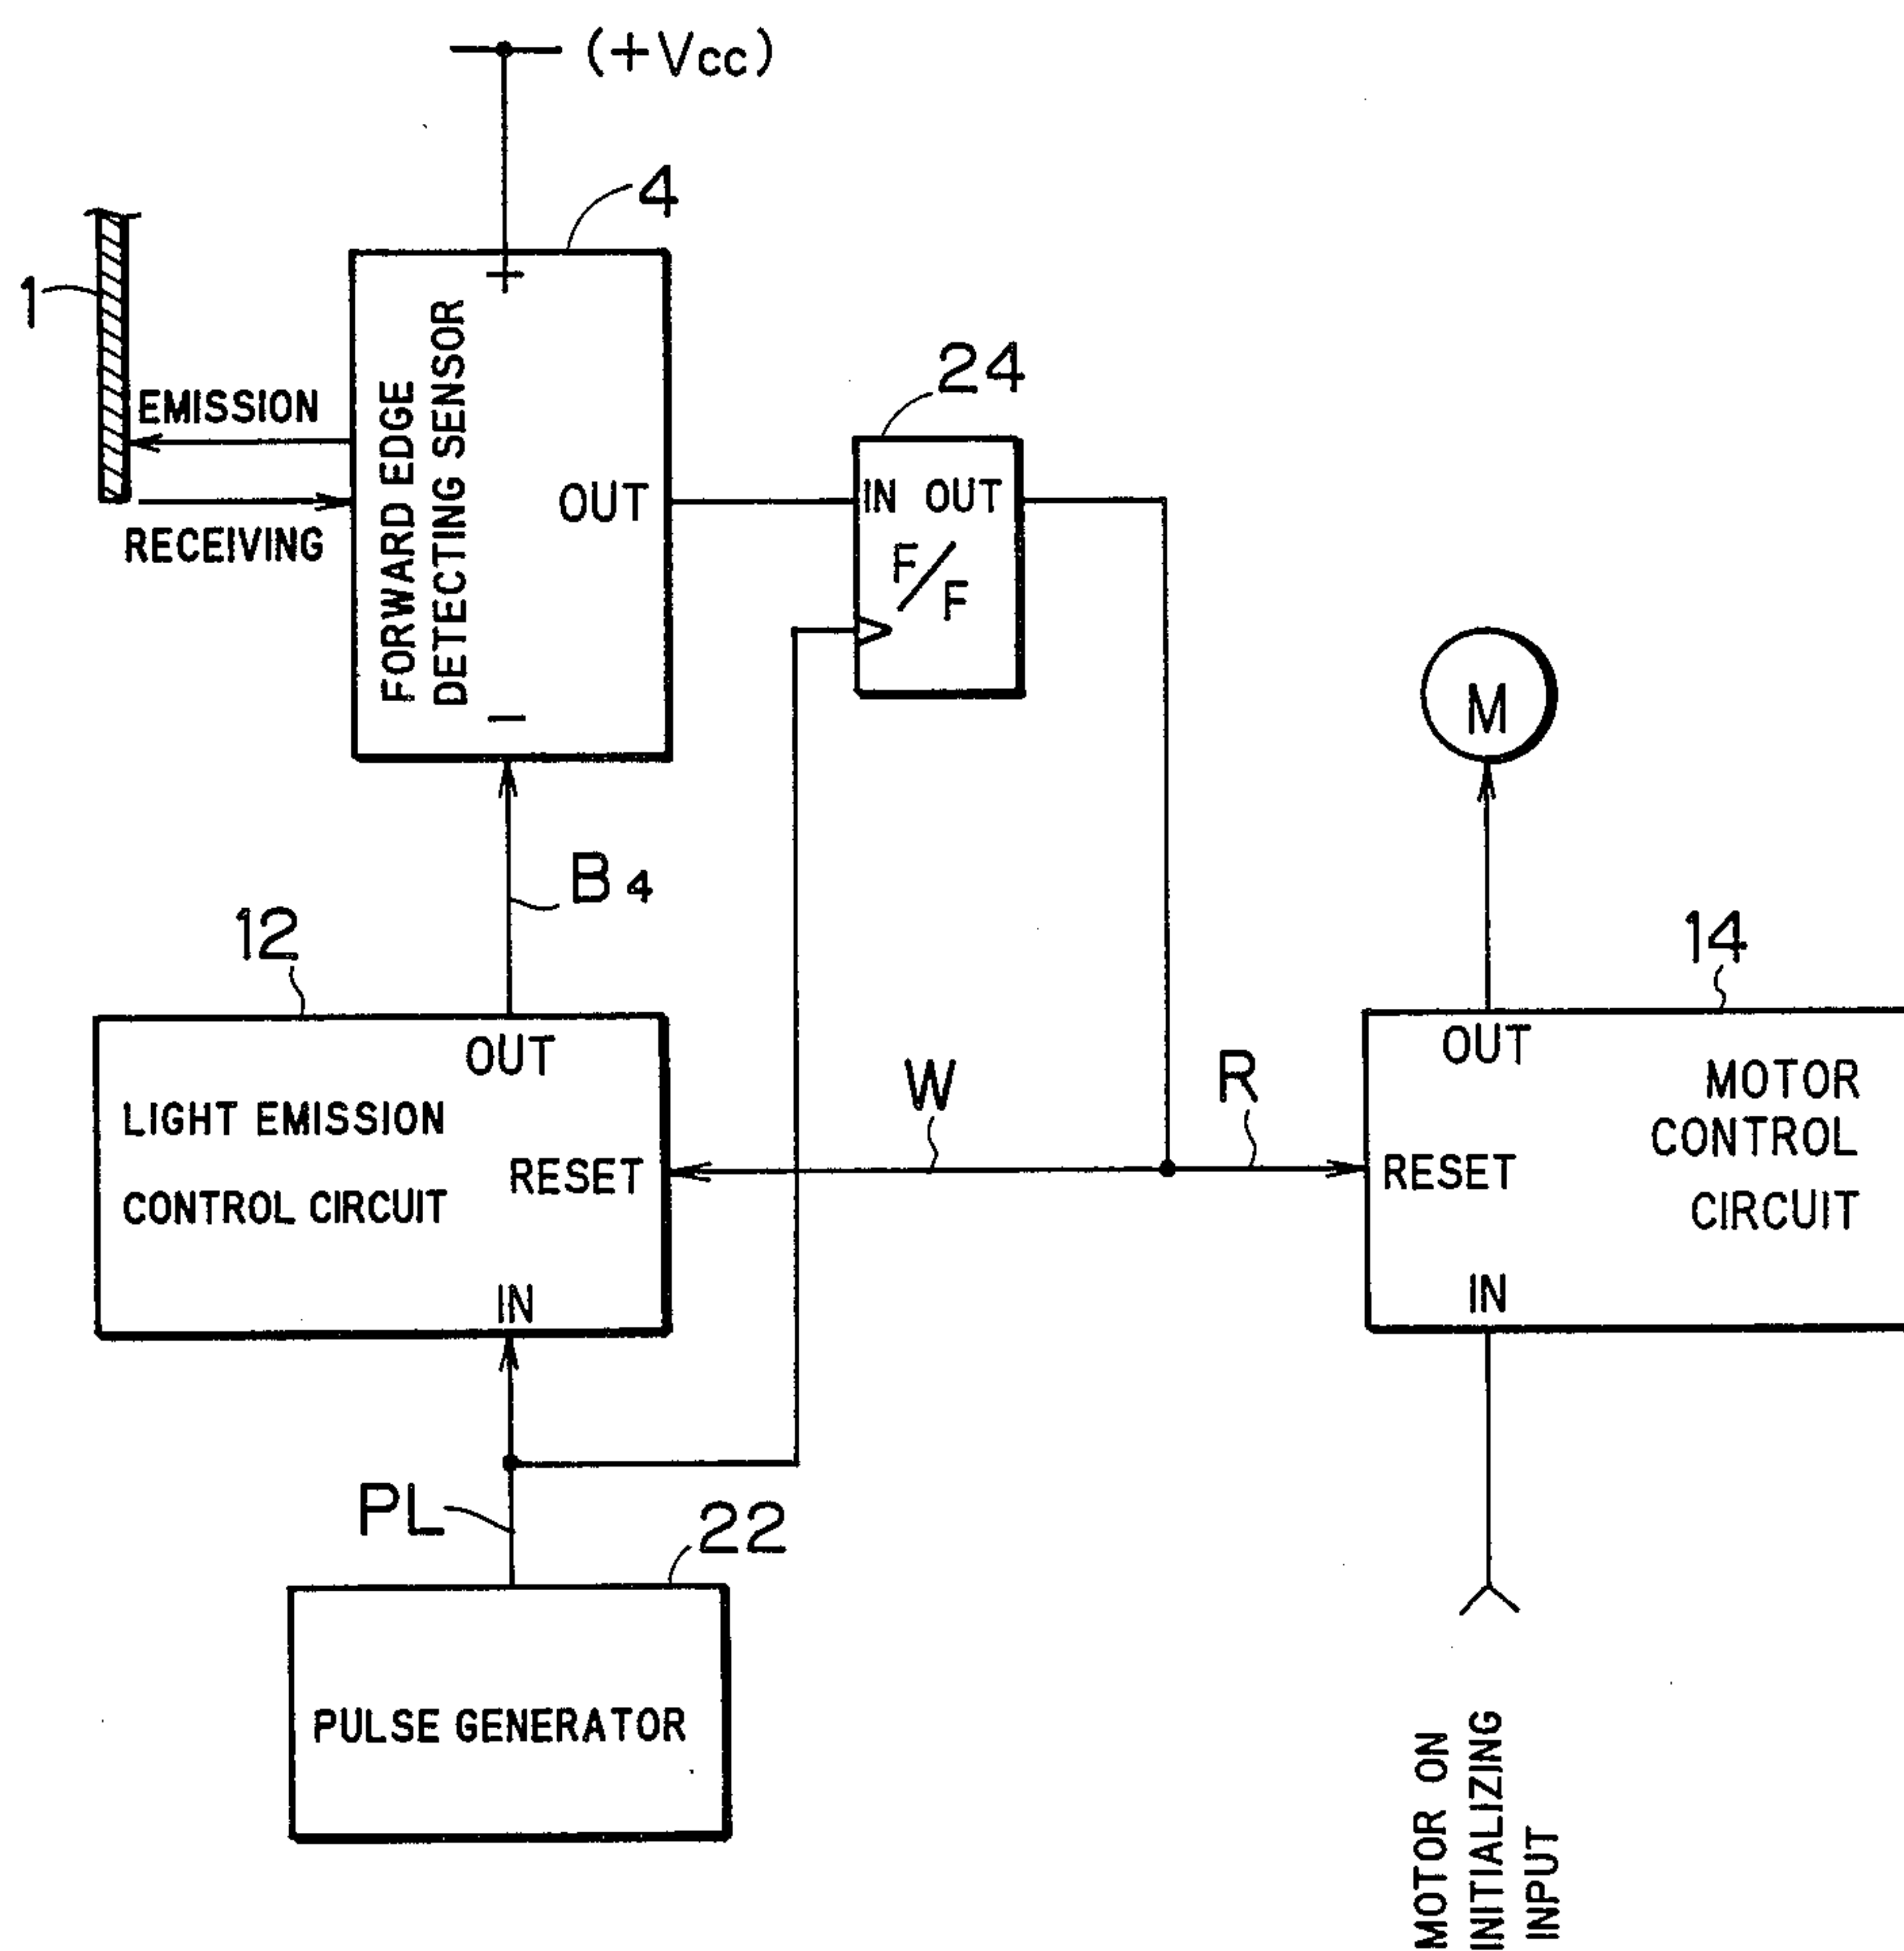 (+Vcc)
4
1
+
FORWARD EDGE
DETECTING SENSOR
EMISSION
RECEIVING
OUT
−
24
IN OUT
F/F
M
B4
12
OUT
LIGHT EMISSION
CONTROL CIRCUIT
RESET
IN
W
R
14
OUT
MOTOR
CONTROL
CIRCUIT
RESET
IN
PL
22
PULSE GENERATOR
MOTOR ON
INITIALIZING
INPUT